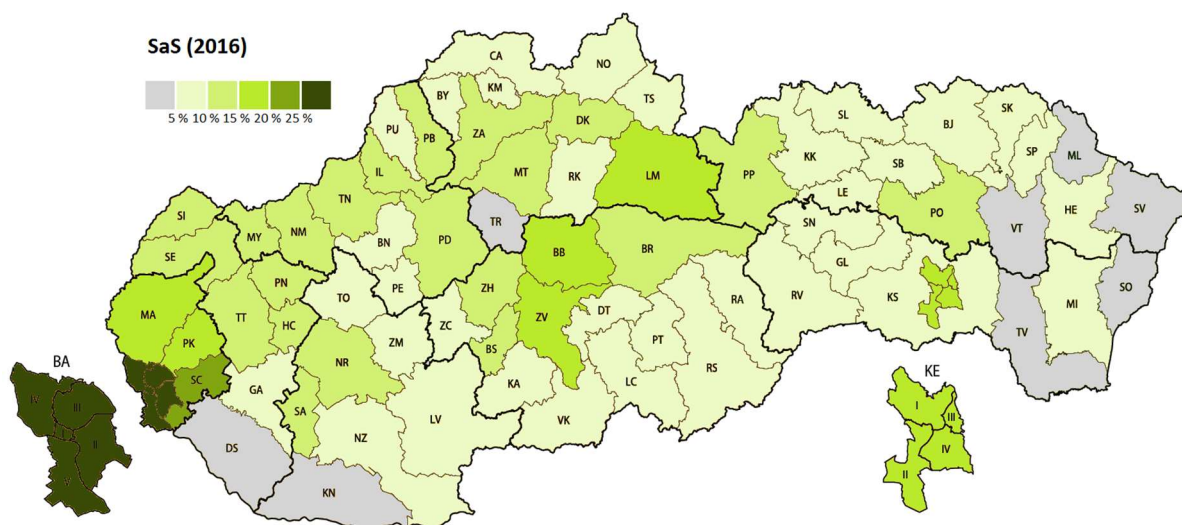 SaS (2016)
5 % 10 % 15 % 20 % 25 %
CA
NO
BY
KM
TS
PU
PB
ZA
DK
SL
BJ
SK
SP
ML
IL
MT
RK
LM
PP
KK
SB
LE
TN
SI
MY
NM
BN
PD
TR
PO
VT
HE
SV
SE
BB
BR
SN
GL
PN
TO
PE
ZH
MA
TT
HC
ZC
ZV
DT
RA
RV
KS
MI
SO
PK
ZM
BS
PT
TV
NR
SC
GA
KA
LC
RS
SA
LV
VK
NZ
DS
KN
BA
IV
III
I
II
V
KE
I
III
IV
II